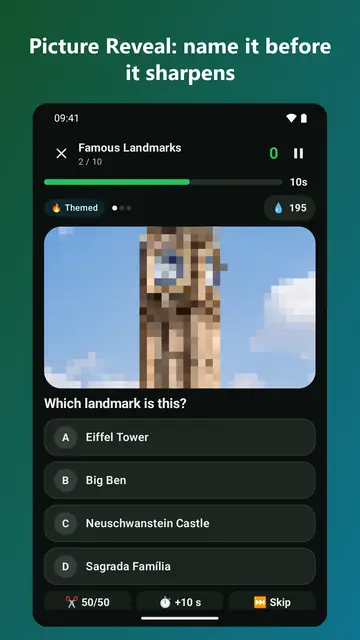 Picture Reveal: name it before
it sharpens
09:41
Famous Landmarks
0
2 / 10
10s
🔥 Themed
💧 195
Which landmark is this?
A Eiffel Tower
B Big Ben
C Neuschwanstein Castle
D Sagrada Família
✂️ 50/50
⏱️ +10 s
⏩ Skip